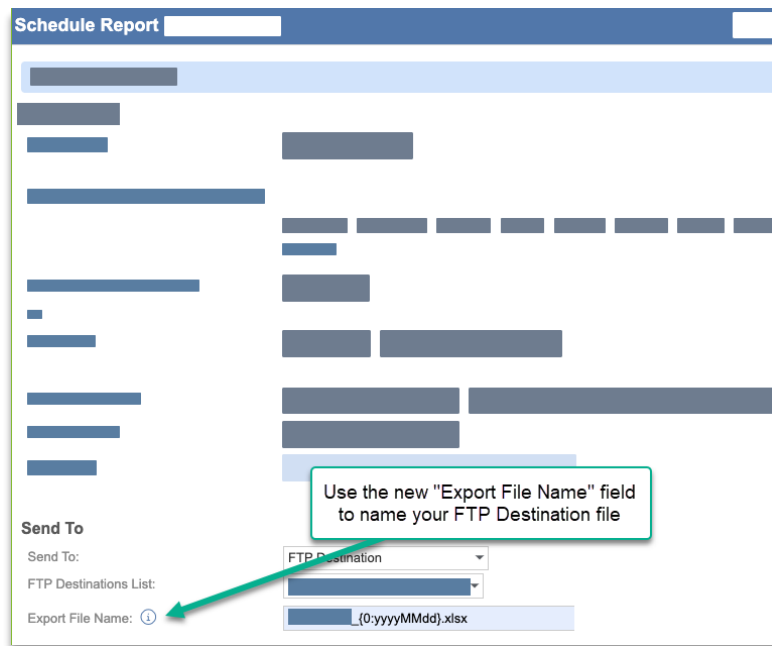 Schedule Report
Use the new "Export File Name" field
to name your FTP Destination file
Send To
Send To:
FTP Destination
FTP Destinations List:
Export File Name:
_{0:yyyyMMdd}.xlsx